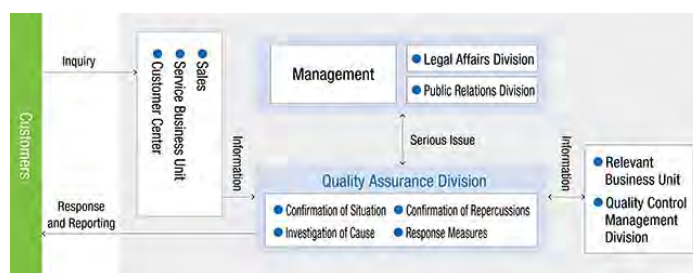 Customers
Inquiry
Response
and Reporting
Sales
Service Business Unit
Customer Center
Information
Management
Legal Affairs Division
Public Relations Division
Serious Issue
Quality Assurance Division
Confirmation of Situation
Confirmation of Repercussions
Investigation of Cause
Response Measures
Information
Relevant
Business Unit
Quality Control
Management
Division